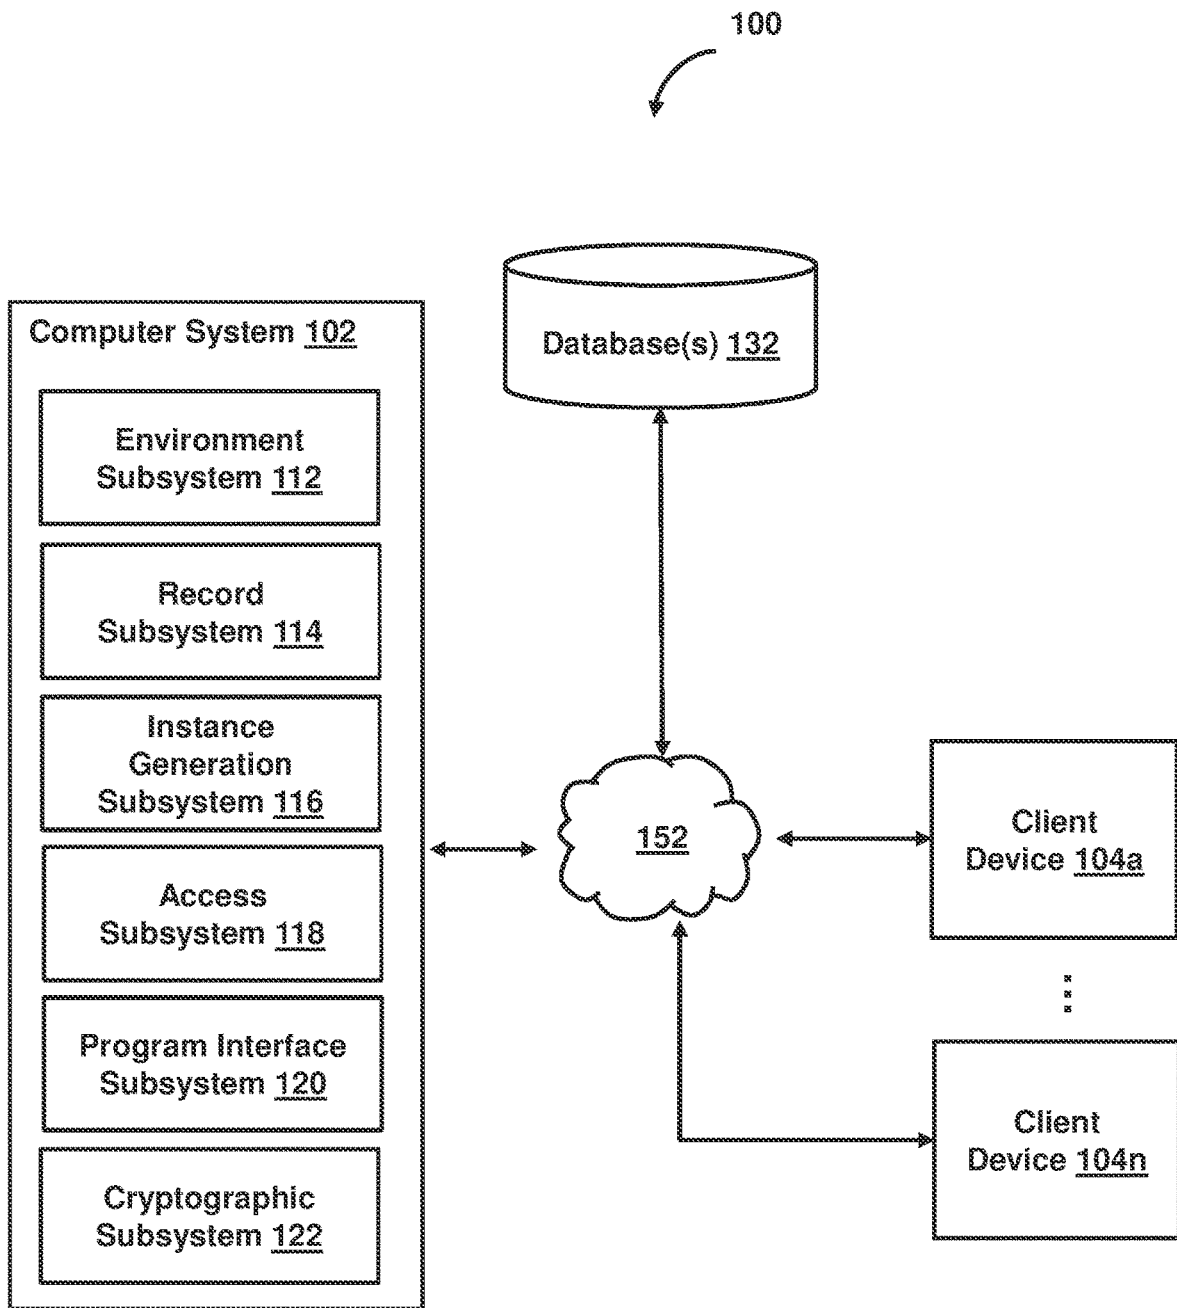 100
Database(s) 132
Computer System 102
Environment
Subsystem 112
Record
Subsystem 114
Instance
Generation
Subsystem 116
Access
Subsystem 118
Program Interface
Subsystem 120
Cryptographic
Subsystem 122
152
Client
Device 104a
Client
Device 104n